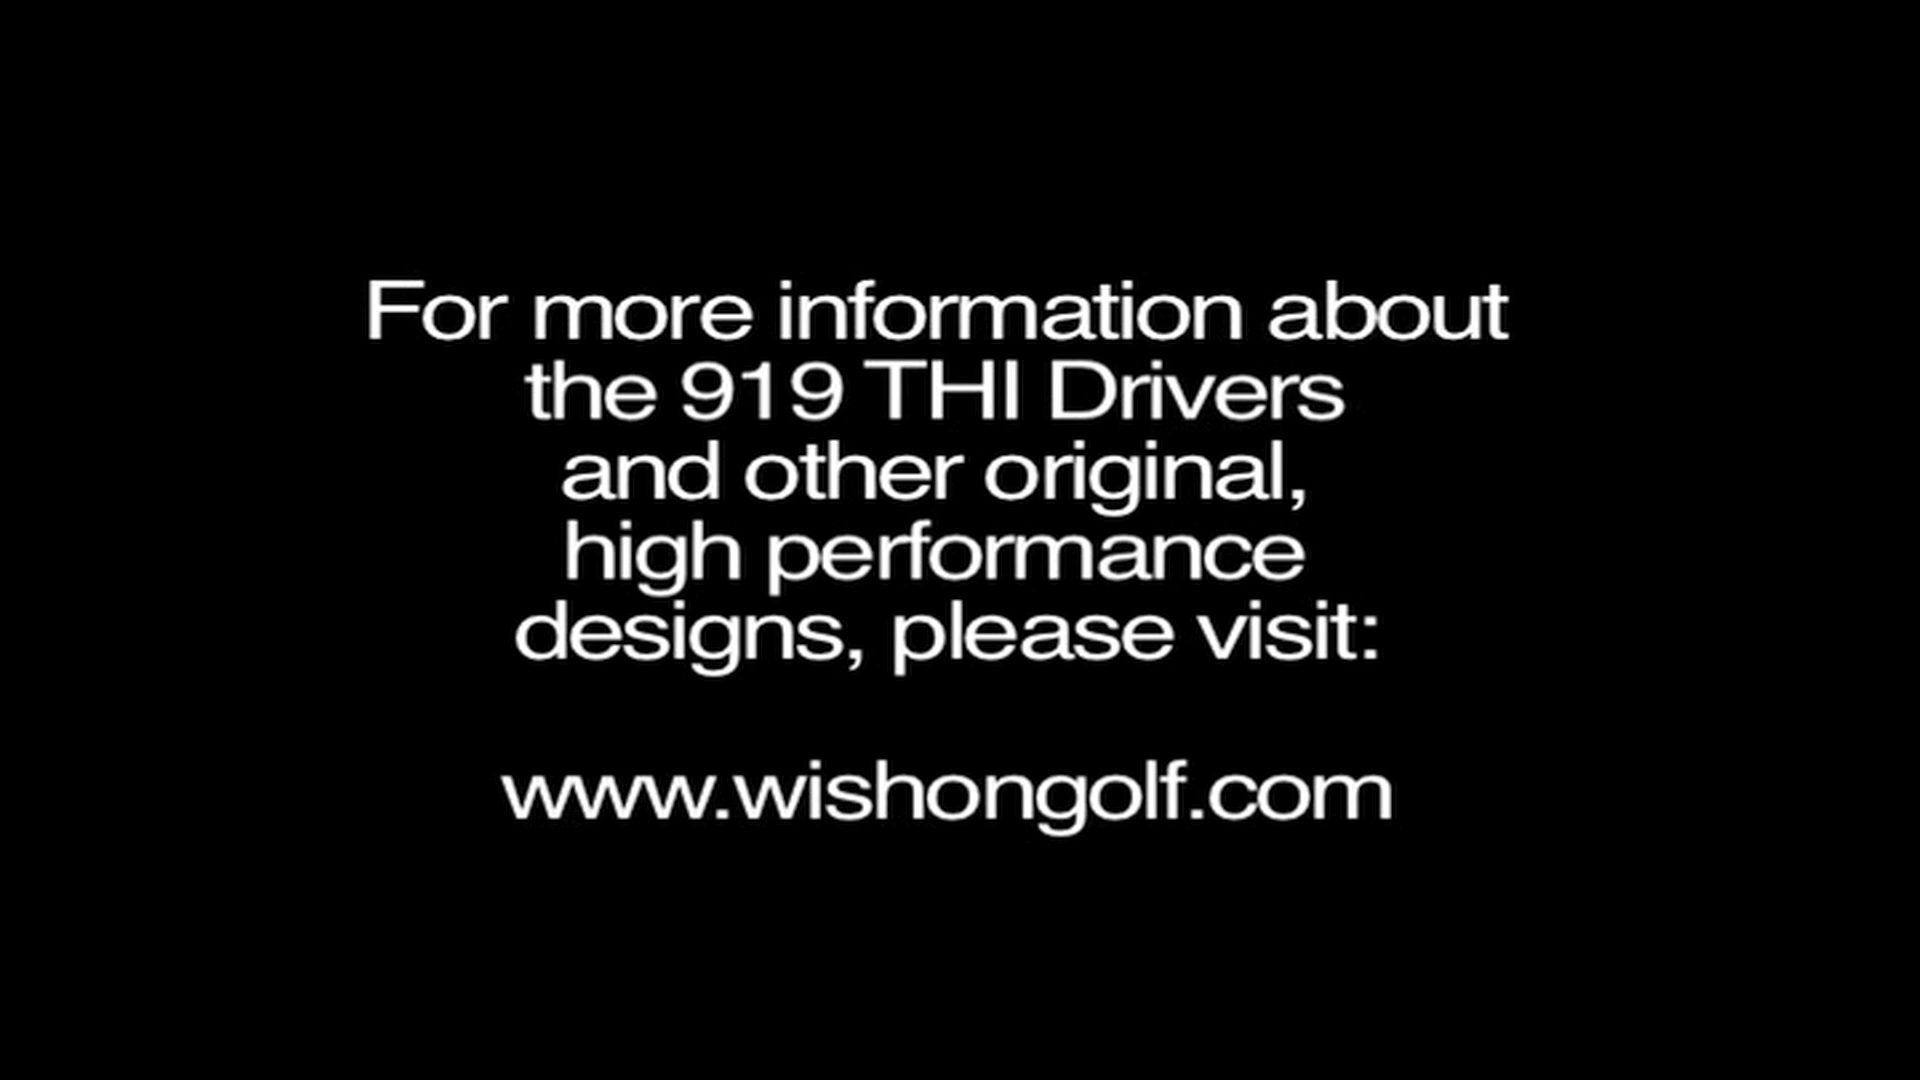 For more information about
the 919 THI Drivers
and other original,
high performance
designs, please visit:
www.wishongolf.com